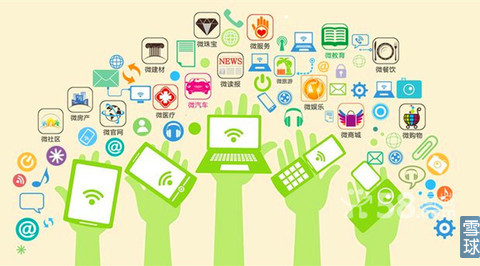 微珠宝
微服务
微建材
NEWS
微教育
微餐饮
微读报
微旅游
微房产
微汽车
微娱乐
微医疗
微社区
微官网
微商城
微购物
58
雪球